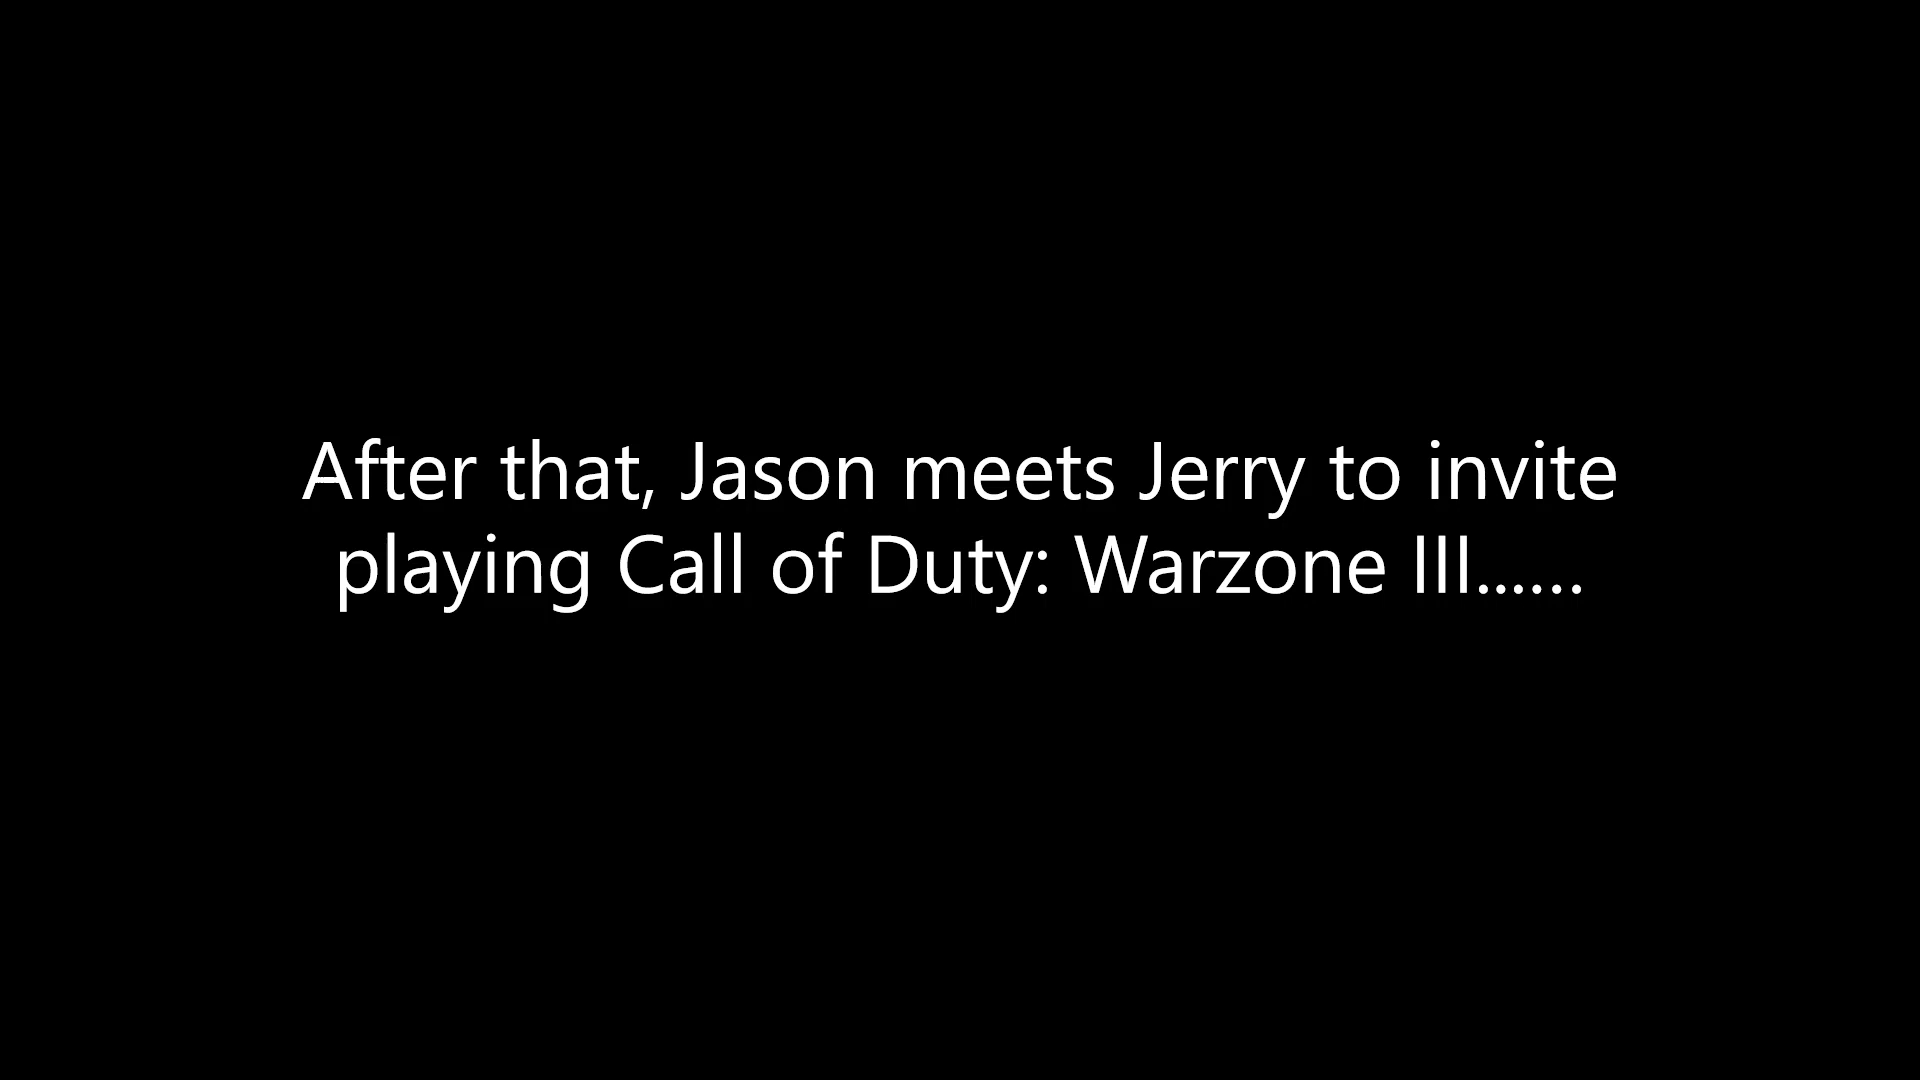 After that, Jason meets Jerry to invite
playing Call of Duty: Warzone III......